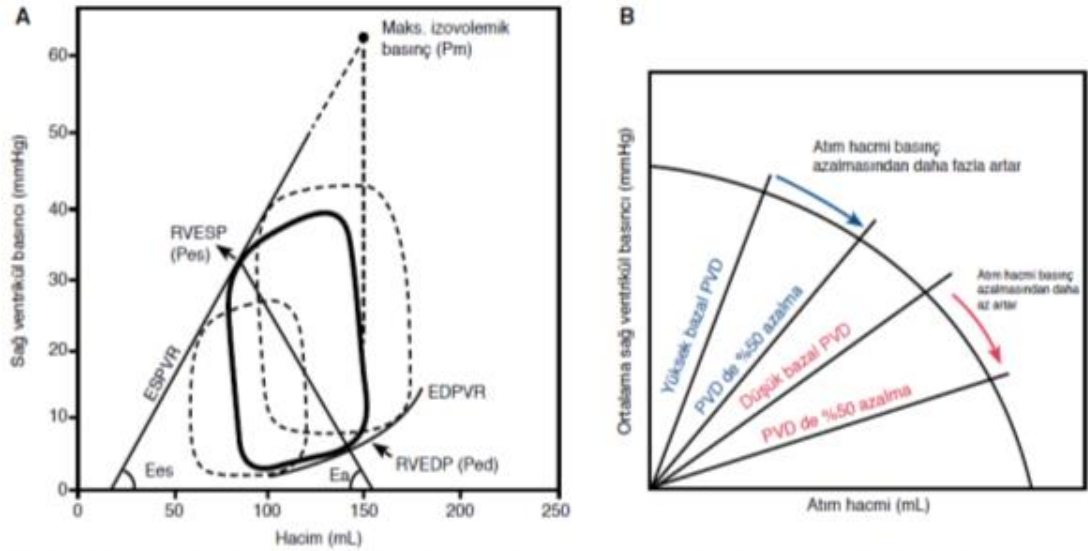 A
Maks. izovolemik
basınç (Pm)
60
50
40
30
20
10
0
Sağ ventrikül basıncı (mmHg)
RVESP
(Pes)
ESPVR
EDPVR
RVEDP (Ped)
Ees
Ea
0
50
100
150
200
250
Hacim (mL)
B
Ortalama sağ ventrikül basıncı (mmHg)
Atım hacmi basınç
azalmasından daha fazla artar
Atım hacmi basınç
azalmasından daha
az artar
Yüksek bazal PVD
PVD de %50 azalma
Düşük bazal PVD
PVD de %50 azalma
Atım hacmi (mL)